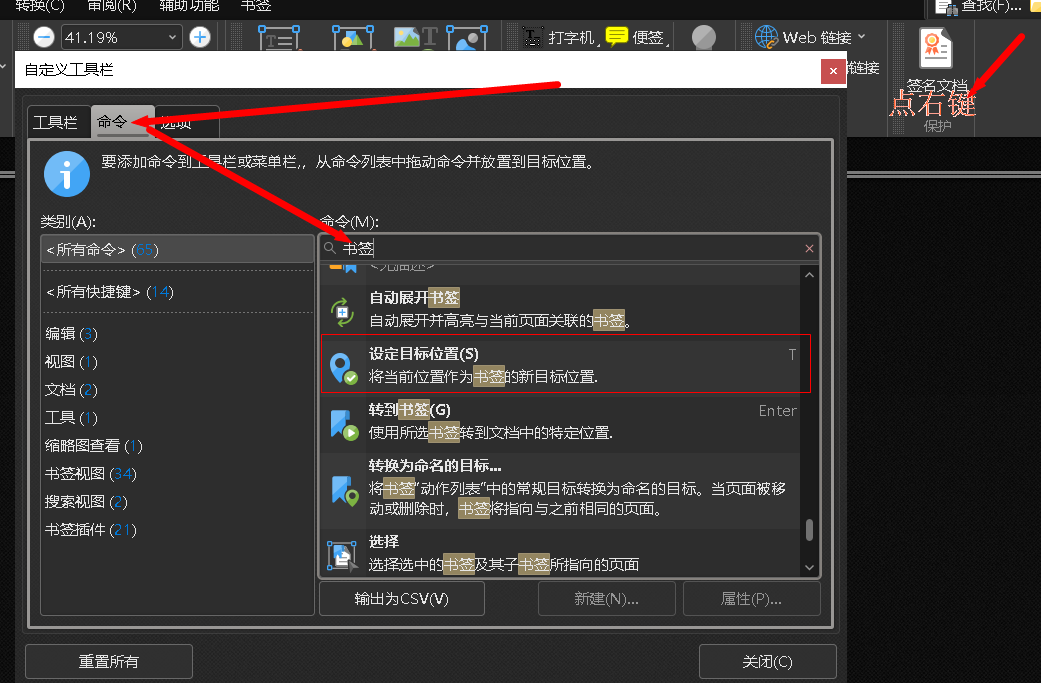 转换(C) 审阅(R) 辅助功能 书签
查找(F)...
41.19%
打字机
便签
Web 链接
链接
签名文档
点右键
保护
自定义工具栏
工具栏
命令
选项
要添加命令到工具栏或菜单栏,，从命令列表中拖动命令并放置到目标位置。
类别(A):
<所有命令> (65)
<所有快捷键> (14)
编辑 (3)
视图 (1)
文档 (2)
工具 (1)
缩略图查看 (1)
书签视图 (34)
搜索视图 (2)
书签插件 (21)
命令(M):
书签
<无描述>
自动展开书签
自动展开并高亮与当前页面关联的书签。
设定目标位置(S) T
将当前位置作为书签的新目标位置.
转到书签(G) Enter
使用所选书签转到文档中的特定位置.
转换为命名的目标...
将书签“动作列表”中的常规目标转换为命名的目标。当页面被移
动或删除时，书签将指向与之前相同的页面。
选择
选择选中的书签及其子书签所指向的页面
输出为CSV(V)
新建(N)...
属性(P)...
重置所有
关闭(C)